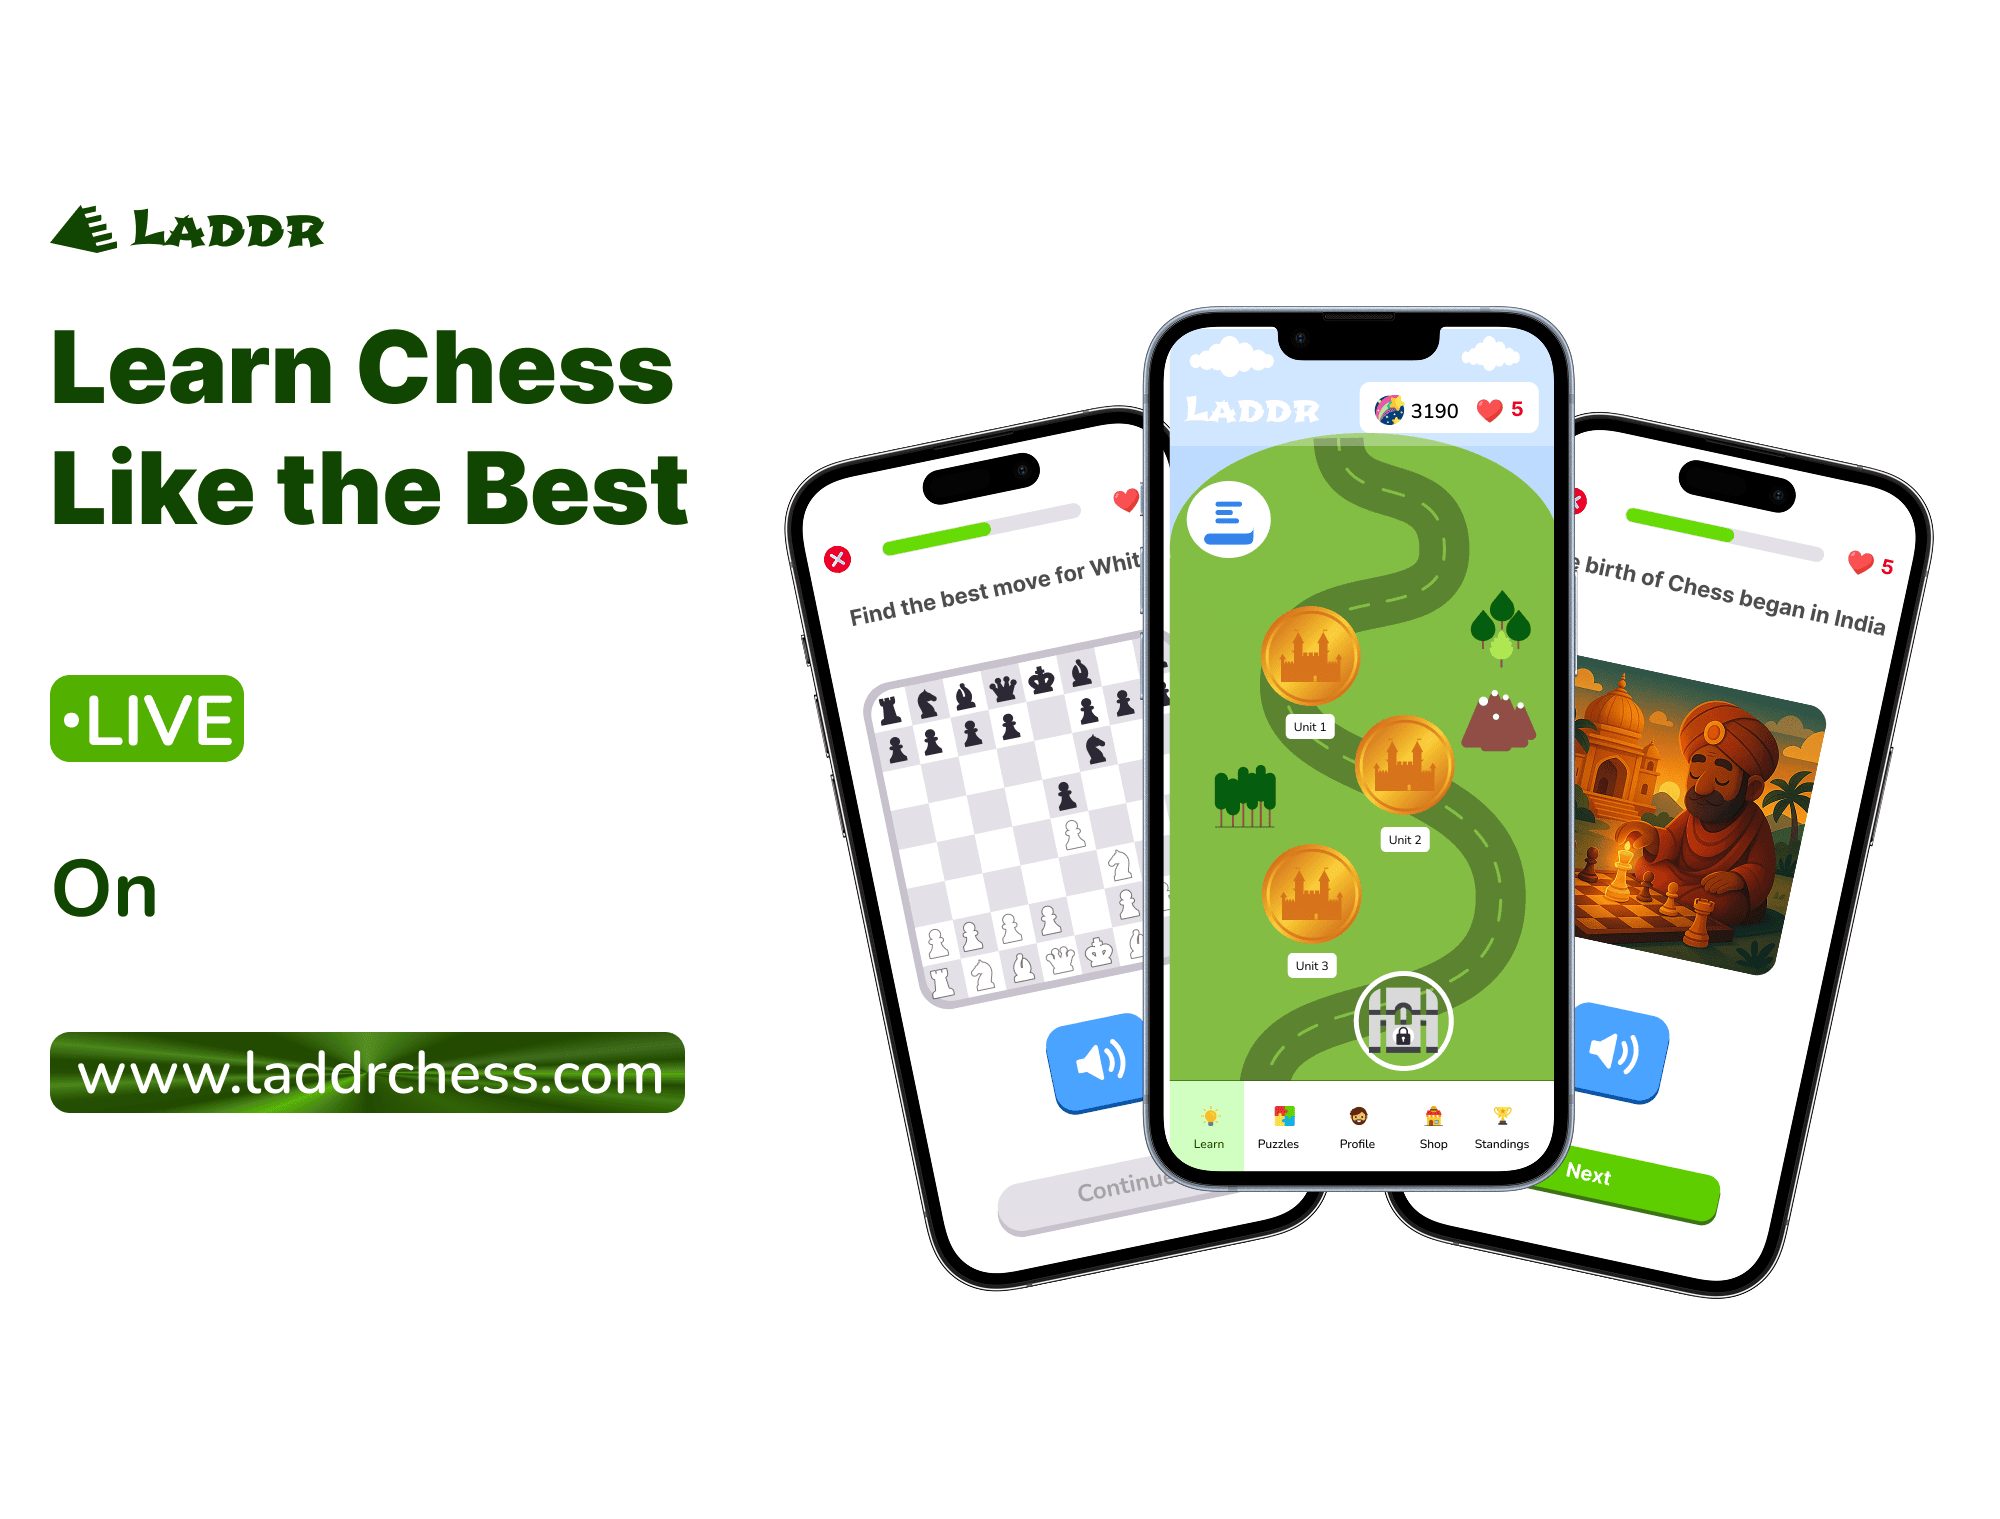 LADDR
Learn Chess
Like the Best
•LIVE
On
www.laddrchess.com
Find the best move for Whit
Continue
LADDR
3190
5
Unit 1
Unit 2
Unit 3
Learn
Puzzles
Profile
Shop
Standings
5
birth of Chess began in India
Next